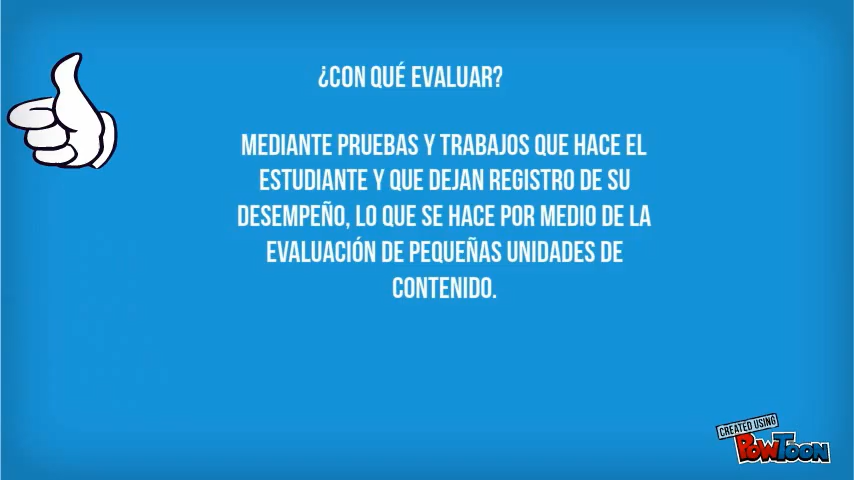 ¿CON QUÉ EVALUAR?
MEDIANTE PRUEBAS Y TRABAJOS QUE HACE EL
ESTUDIANTE Y QUE DEJAN REGISTRO DE SU
DESEMPEÑO, LO QUE SE HACE POR MEDIO DE LA
EVALUACIÓN DE PEQUEÑAS UNIDADES DE
CONTENIDO.
CREATED USING
POWTOON